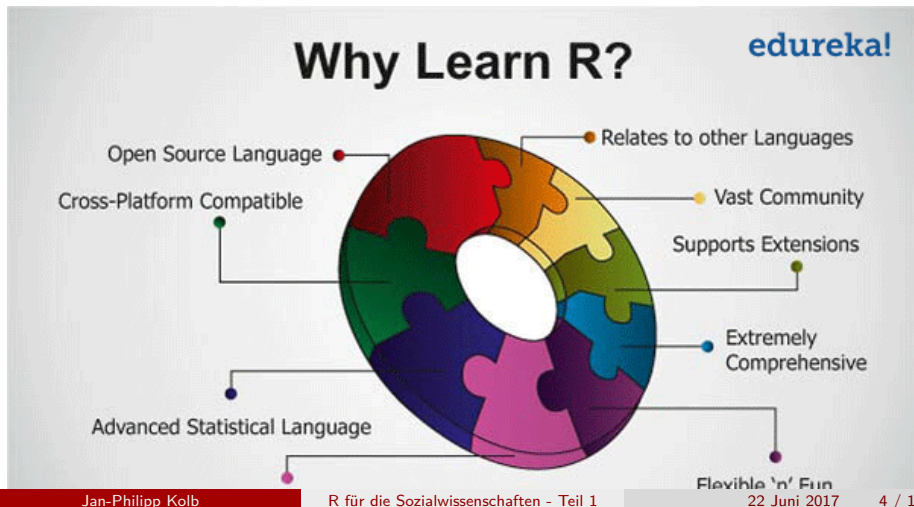 Why Learn R?
edureka!
Open Source Language
Relates to other Languages
Cross-Platform Compatible
Vast Community
Supports Extensions
Extremely
Comprehensive
Advanced Statistical Language
Flexible 'n' Fun
Jan-Philipp Kolb
R für die Sozialwissenschaften - Teil 1
22 Juni 2017
4 / 1